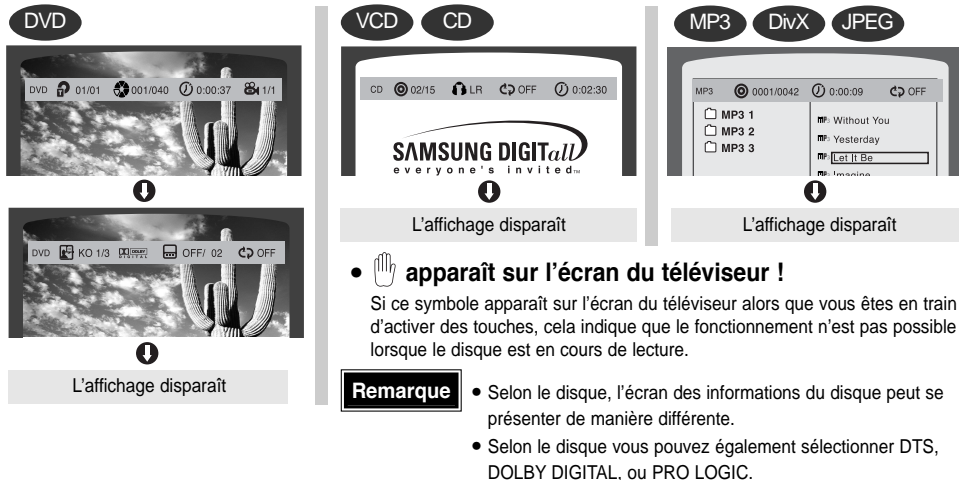 DVD
DVD 01/01 001/040 0:00:37 1/1
DVD KO 1/3 DOLBY DIGITAL OFF/ 02 OFF
L'affichage disparaît
VCD CD
CD 02/15 LR OFF 0:02:30
SAMSUNG DIGITall
everyone's invited™
L'affichage disparaît
MP3 DivX JPEG
MP3 0001/0042 0:00:09 OFF
MP3 1
MP3 2
MP3 3
Without You
Yesterday
Let It Be
Imagine
L'affichage disparaît
• apparaît sur l'écran du téléviseur !
Si ce symbole apparaît sur l'écran du téléviseur alors que vous êtes en train
d'activer des touches, cela indique que le fonctionnement n'est pas possible
lorsque le disque est en cours de lecture.
Remarque
• Selon le disque, l'écran des informations du disque peut se
présenter de manière différente.
• Selon le disque vous pouvez également sélectionner DTS,
DOLBY DIGITAL, ou PRO LOGIC.